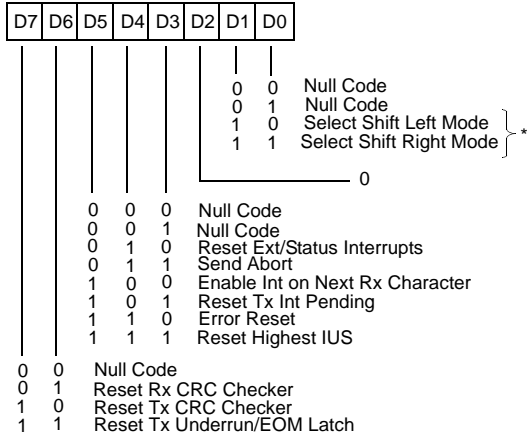 D7 D6 D5 D4 D3 D2 D1 D0
0 0 Null Code
0 1 Null Code
1 0 Select Shift Left Mode
1 1 Select Shift Right Mode
*
0
0 0 0 Null Code
0 0 1 Null Code
0 1 0 Reset Ext/Status Interrupts
0 1 1 Send Abort
1 0 0 Enable Int on Next Rx Character
1 0 1 Reset Tx Int Pending
1 1 0 Error Reset
1 1 1 Reset Highest IUS
0 0 Null Code
0 1 Reset Rx CRC Checker
1 0 Reset Tx CRC Checker
1 1 Reset Tx Underrun/EOM Latch